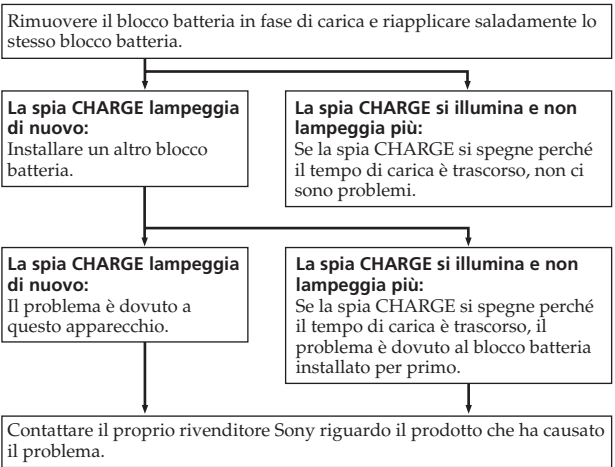 Rimuovere il blocco batteria in fase di carica e riapplicare saladamente lo
stesso blocco batteria.
La spia CHARGE lampeggia
di nuovo:
Installare un altro blocco
batteria.
La spia CHARGE si illumina e non
lampeggia più:
Se la spia CHARGE si spegne perché
il tempo di carica è trascorso, non ci
sono problemi.
La spia CHARGE lampeggia
di nuovo:
Il problema è dovuto a
questo apparecchio.
La spia CHARGE si illumina e non
lampeggia più:
Se la spia CHARGE si spegne perché
il tempo di carica è trascorso, il
problema è dovuto al blocco batteria
installato per primo.
Contattare il proprio rivenditore Sony riguardo il prodotto che ha causato
il problema.